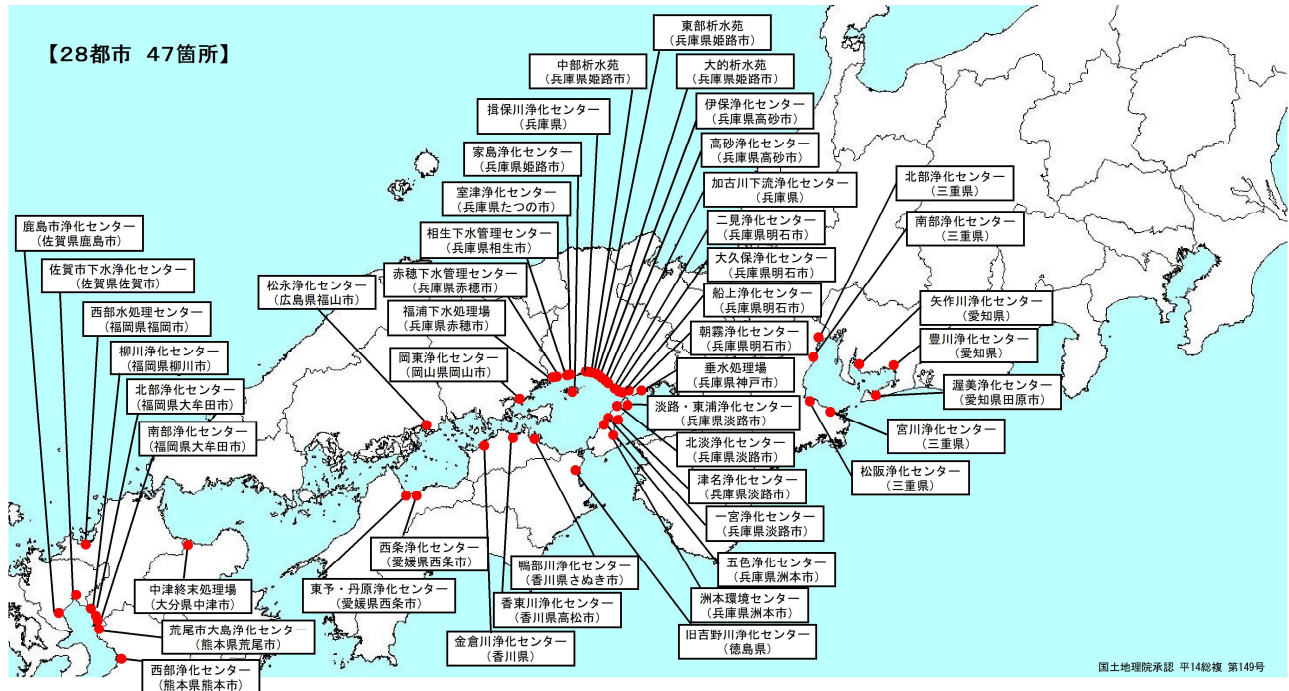 【28都市 47箇所】
東部析水苑
（兵庫県姫路市）
中部析水苑
（兵庫県姫路市）
大的析水苑
（兵庫県姫路市）
揖保川浄化センター
（兵庫県）
伊保浄化センター
（兵庫県高砂市）
家島浄化センター
（兵庫県姫路市）
高砂浄化センター
（兵庫県高砂市）
室津浄化センター
（兵庫県たつの市）
加古川下流浄化センター
（兵庫県）
相生下水管理センター
（兵庫県相生市）
二見浄化センター
（兵庫県明石市）
赤穂下水管理センター
（兵庫県赤穂市）
大久保浄化センター
（兵庫県明石市）
福浦下水処理場
（兵庫県赤穂市）
船上浄化センター
（兵庫県明石市）
岡東浄化センター
（岡山県岡山市）
朝霧浄化センター
（兵庫県明石市）
松永浄化センター
（広島県福山市）
垂水処理場
（兵庫県神戸市）
淡路・東浦浄化センター
（兵庫県淡路市）
北淡浄化センター
（兵庫県淡路市）
津名浄化センター
（兵庫県淡路市）
一宮浄化センター
（兵庫県淡路市）
五色浄化センター
（兵庫県洲本市）
洲本環境センター
（兵庫県洲本市）
旧吉野川浄化センター
（徳島県）
北部浄化センター
（三重県）
南部浄化センター
（三重県）
矢作川浄化センター
（愛知県）
豊川浄化センター
（愛知県）
渥美浄化センター
（愛知県田原市）
宮川浄化センター
（三重県）
松阪浄化センター
（三重県）
鹿島市浄化センター
（佐賀県鹿島市）
佐賀市下水浄化センター
（佐賀県佐賀市）
西部水処理センター
（福岡県福岡市）
柳川浄化センター
（福岡県柳川市）
北部浄化センター
（福岡県大牟田市）
南部浄化センター
（福岡県大牟田市）
中津終末処理場
（大分県中津市）
荒尾市大島浄化センター
（熊本県荒尾市）
西部浄化センター
（熊本県熊本市）
西条浄化センター
（愛媛県西条市）
東予・丹原浄化センター
（愛媛県西条市）
鴨部川浄化センター
（香川県さぬき市）
香東川浄化センター
（香川県高松市）
金倉川浄化センター
（香川県）
国土地理院承認 平14総複 第149号